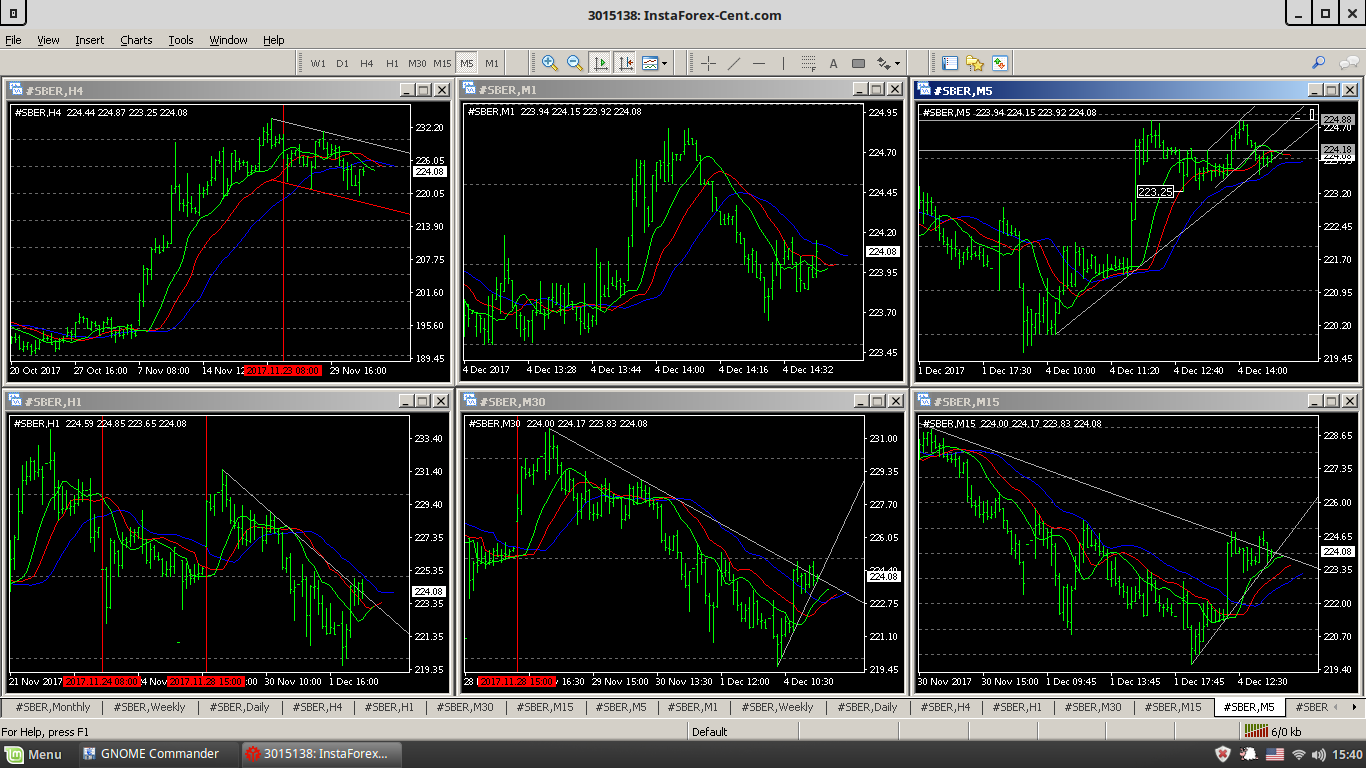 3015138: InstaForex-Cent.com
File View Insert Charts Tools Window Help
W1 D1 H4 H1 M30 M15 M5 M1 A
#SBER,H4
#SBER,H4 224.44 224.87 223.25 224.08
232.20
226.05
224.08
220.05
213.90
207.75
201.60
195.60
189.45
20 Oct 2017 27 Oct 16:00 7 Nov 08:00 14 Nov 12 2017.11.23 08:00 29 Nov 16:00
#SBER,M1
#SBER,M1 223.94 224.15 223.92 224.08
224.95
224.70
224.45
224.20
224.08
223.95
223.70
223.45
4 Dec 2017 4 Dec 13:28 4 Dec 13:44 4 Dec 14:00 4 Dec 14:16 4 Dec 14:32
#SBER,M5
#SBER,M5 223.94 224.15 223.92 224.08
224.88
224.70
224.18
224.08
223.25
223.20
222.45
221.70
220.95
220.20
219.45
1 Dec 2017 1 Dec 17:30 4 Dec 10:00 4 Dec 11:20 4 Dec 12:40 4 Dec 14:00
#SBER,H1
#SBER,H1 224.59 224.85 223.65 224.08
233.40
231.40
229.40
227.35
225.35
224.08
223.35
221.35
219.35
21 Nov 2017 2017.11.24 08:00 4 Nov 2017.11.28 15:00 :00 30 Nov 10:00 1 Dec 16:00
#SBER,M30
#SBER,M30 224.00 224.17 223.83 224.08
231.00
229.35
227.70
226.05
224.08
222.75
221.10
219.45
28 2017.11.28 15:00 16:30 29 Nov 15:00 30 Nov 13:30 1 Dec 12:00 4 Dec 10:30
#SBER,M15
#SBER,M15 224.00 224.17 223.83 224.08
228.65
227.35
226.00
224.65
224.08
223.35
222.00
220.70
219.40
30 Nov 2017 30 Nov 15:00 1 Dec 09:45 1 Dec 13:45 1 Dec 17:45 4 Dec 12:30
#SBER,Monthly #SBER,Weekly #SBER,Daily #SBER,H4 #SBER,H1 #SBER,M30 #SBER,M15 #SBER,M5 #SBER,M1 #SBER,Weekly #SBER,Daily #SBER,H4 #SBER,H1 #SBER,M30 #SBER,M15 #SBER,M5 #SBER
For Help, press F1 Default 6/0 kb
Menu GNOME Commander 3015138: InstaForex... 15:40